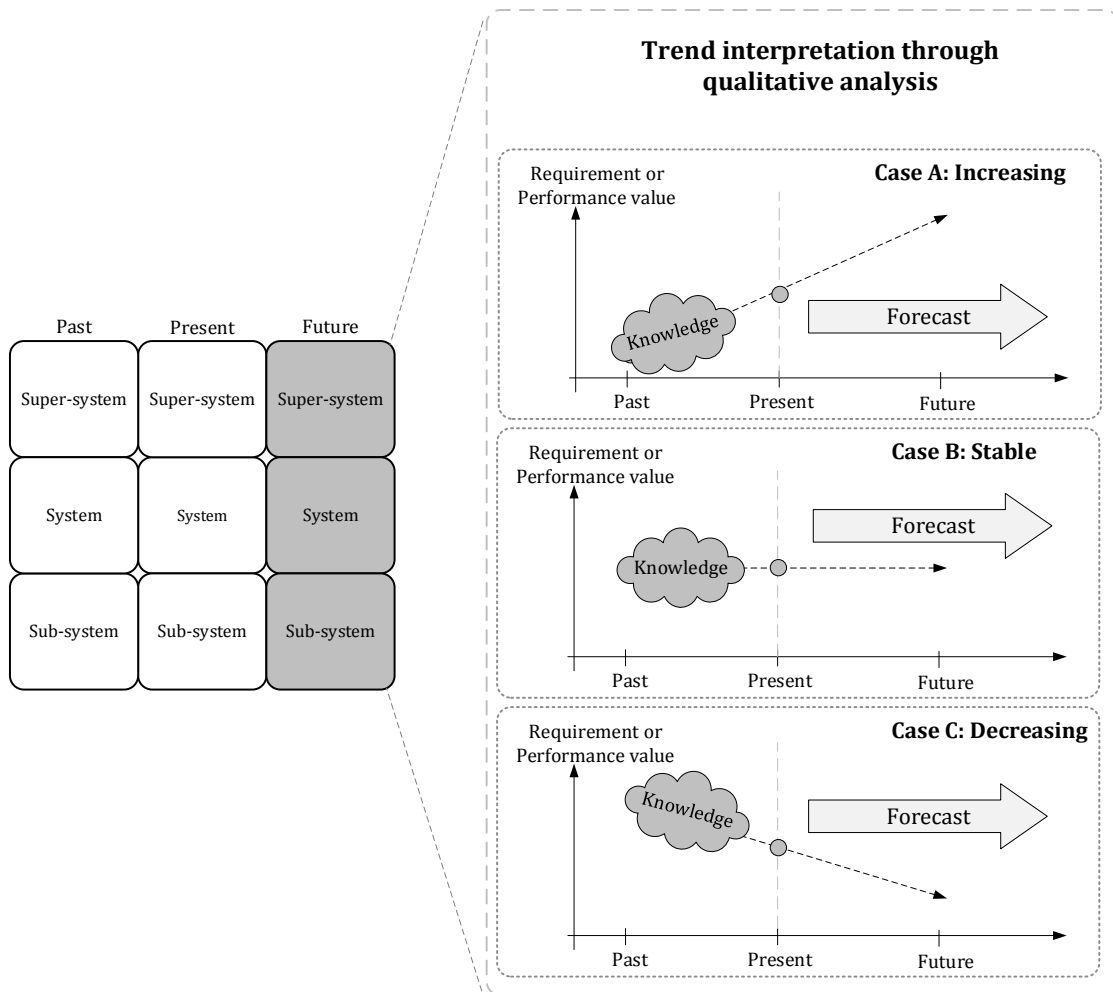 Past
Present
Future
Super-system
Super-system
Super-system
System
System
System
Sub-system
Sub-system
Sub-system
Trend interpretation through
qualitative analysis
Case A: Increasing
Requirement or
Performance value
Knowledge
Forecast
Past
Present
Future
Case B: Stable
Requirement or
Performance value
Knowledge
Forecast
Past
Present
Future
Case C: Decreasing
Requirement or
Performance value
Knowledge
Forecast
Past
Present
Future